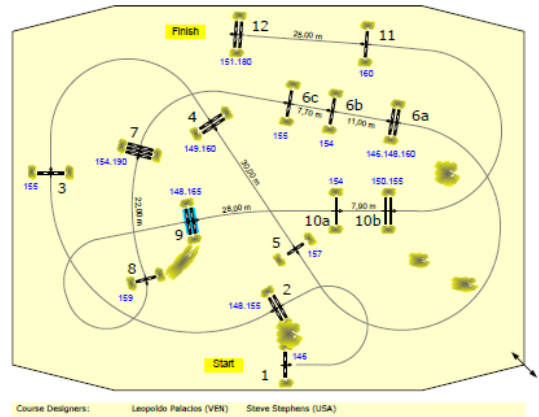 12
11
Finish
25,00 m
151.180
160
6c
6b
6a
7,70 m
11,00 m
4
7
155
154
149.160
146.148.160
154.190
30,00 m
155
3
148.165
154
150.155
22,00 m
28,00 m
7,90 m
10a
10b
9
5
157
8
159
2
148.155
146
Start
1
Course Designers: Leopoldo Palacios (VEN) Steve Stephens (USA)